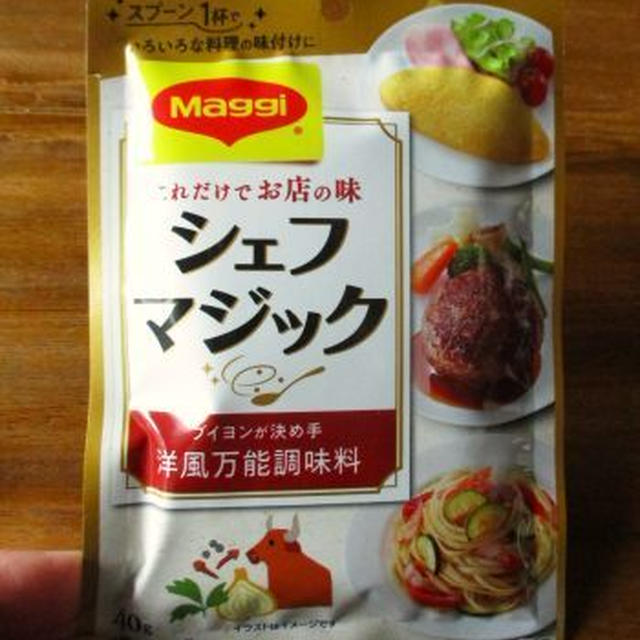 スプーン1杯で
いろいろな料理の味付けに
Maggi
これだけでお店の味
シェフ
マジック
ブイヨンが決め手
洋風万能調味料
40g
イラストはイメージです